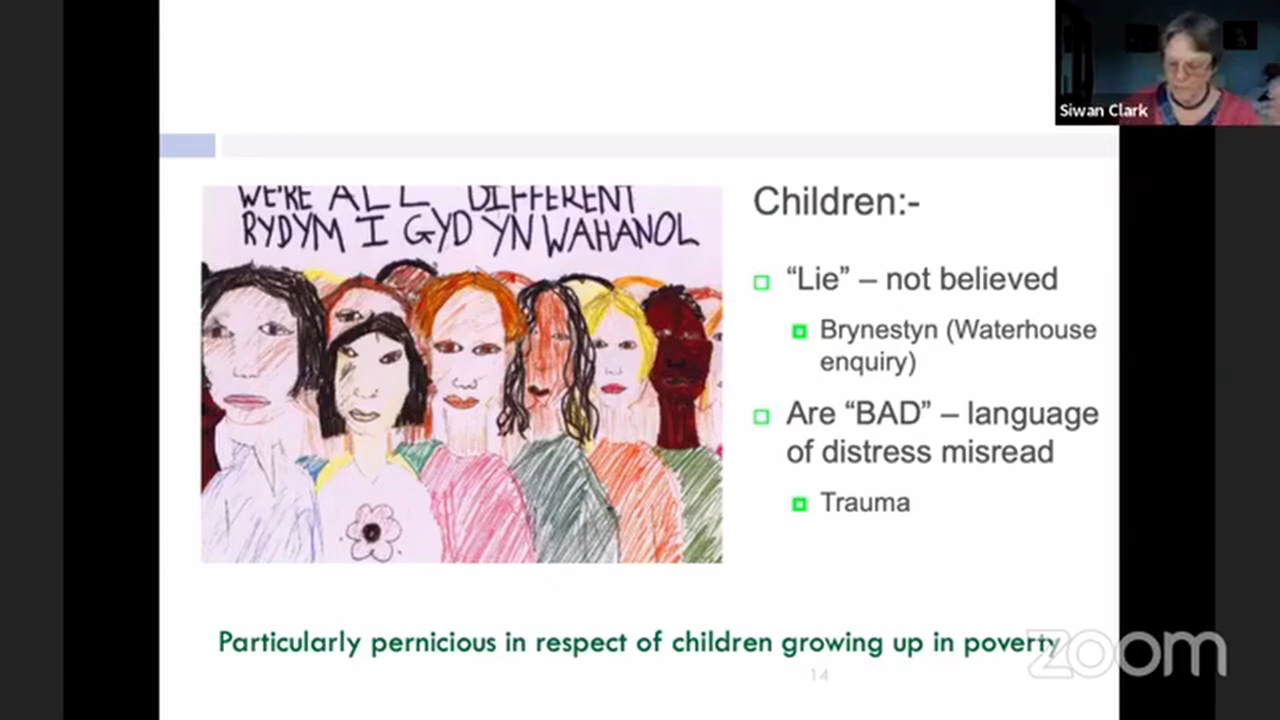 Siwan Clark
WE'RE ALL DIFFERENT
RYDYM I GYD YN WAHANOL
Children:-
“Lie” – not believed
Brynestyn (Waterhouse
enquiry)
Are “BAD” – language
of distress misread
Trauma
Particularly pernicious in respect of children growing up in poverty
14
zoom